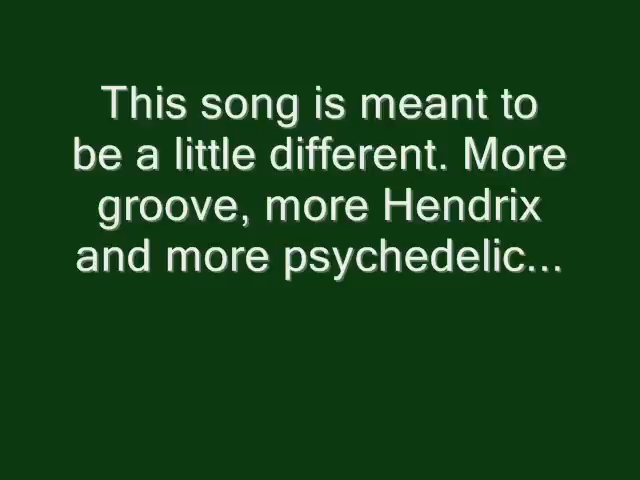 This song is meant to
be a little different. More
groove, more Hendrix
and more psychedelic...